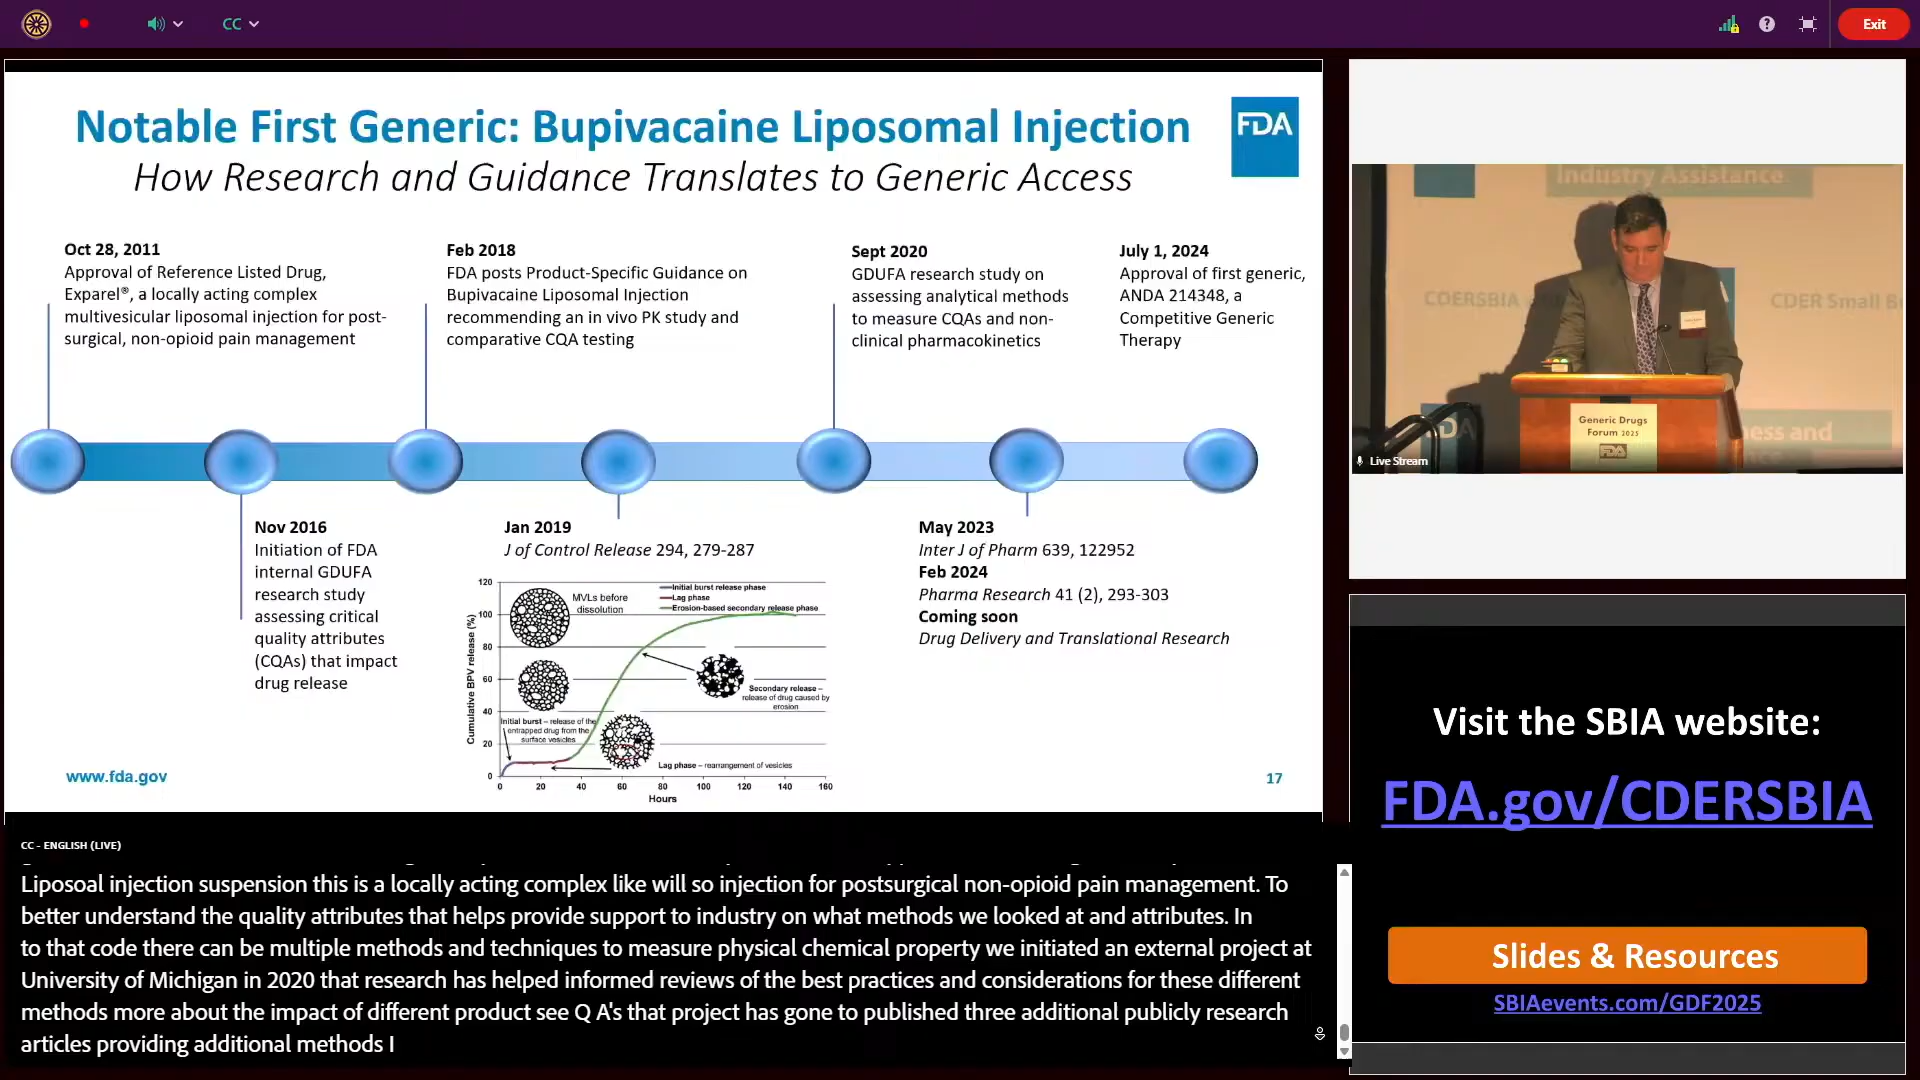 CC
Exit
Notable First Generic: Bupivacaine Liposomal Injection
How Research and Guidance Translates to Generic Access
FDA
Oct 28, 2011
Approval of Reference Listed Drug,
Exparel®, a locally acting complex
multivesicular liposomal injection for post-
surgical, non-opioid pain management
Feb 2018
FDA posts Product-Specific Guidance on
Bupivacaine Liposomal Injection
recommending an in vivo PK study and
comparative CQA testing
Sept 2020
GDUFA research study on
assessing analytical methods
to measure CQAs and non-
clinical pharmacokinetics
July 1, 2024
Approval of first generic,
ANDA 214348, a
Competitive Generic
Therapy
Nov 2016
Initiation of FDA
internal GDUFA
research study
assessing critical
quality attributes
(CQAs) that impact
drug release
Jan 2019
J of Control Release 294, 279-287
120
100
80
60
40
20
0
Cumulative BPV release (%)
MVLs before
dissolution
Initial burst release phase
Lag phase
Erosion-based secondary release phase
Secondary release –
release of drug caused by
erosion
Initial burst – release of the
entrapped drug from the
surface vesicles
Lag phase – rearrangement of vesicles
0 20 40 60 80 100 120 140 160
Hours
May 2023
Inter J of Pharm 639, 122952
Feb 2024
Pharma Research 41 (2), 293-303
Coming soon
Drug Delivery and Translational Research
www.fda.gov
17
Industry Assistance
CDERSBIA
CDER Small B
Generic Drugs
Forum 2025
FDA
ness and
Live Stream
Visit the SBIA website:
FDA.gov/CDERSBIA
Slides & Resources
SBIAevents.com/GDF2025
CC - ENGLISH (LIVE)
Liposoal injection suspension this is a locally acting complex like will so injection for postsurgical non-opioid pain management. To
better understand the quality attributes that helps provide support to industry on what methods we looked at and attributes. In
to that code there can be multiple methods and techniques to measure physical chemical property we initiated an external project at
University of Michigan in 2020 that research has helped informed reviews of the best practices and considerations for these different
methods more about the impact of different product see Q A's that project has gone to published three additional publicly research
articles providing additional methods I